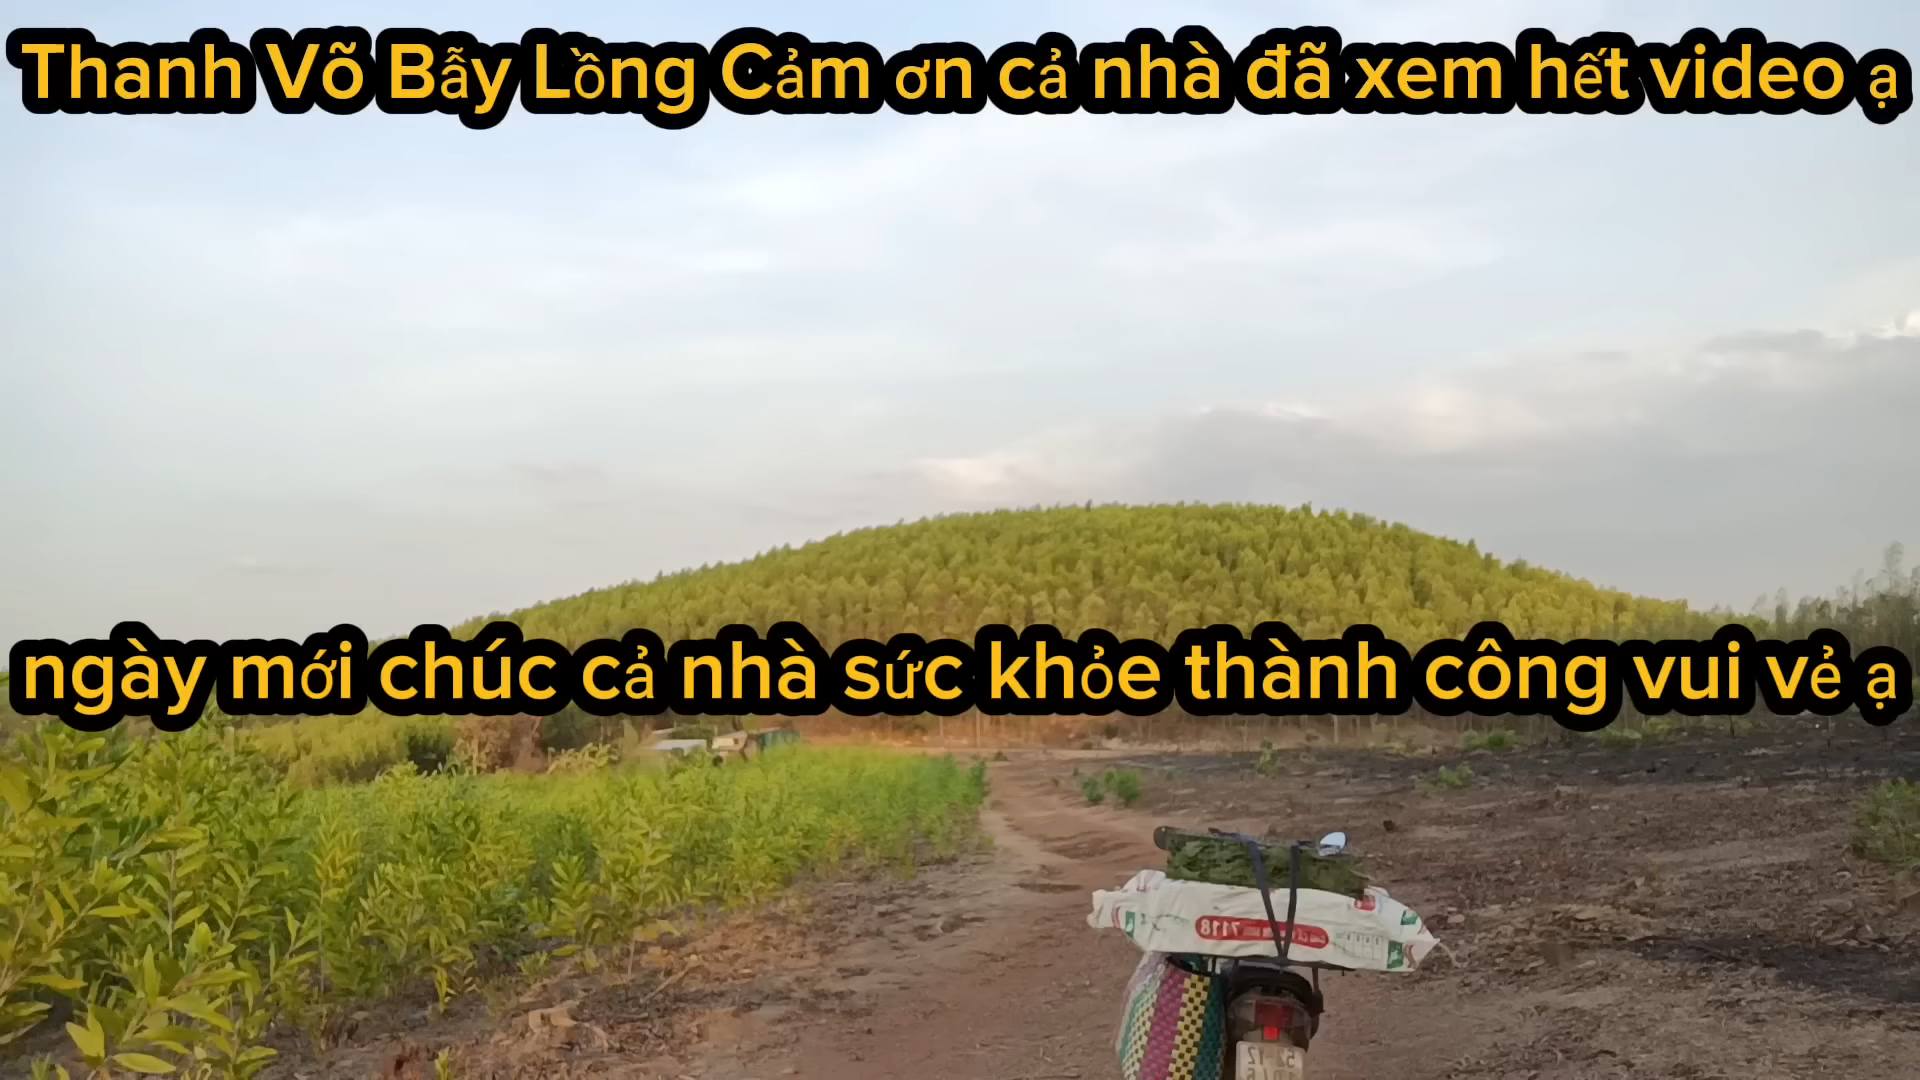 Thanh Võ Bẫy Lồng Cảm ơn cả nhà đã xem hết video ạ
ngày mới chúc cả nhà sức khỏe thành công vui vẻ ạ
7118